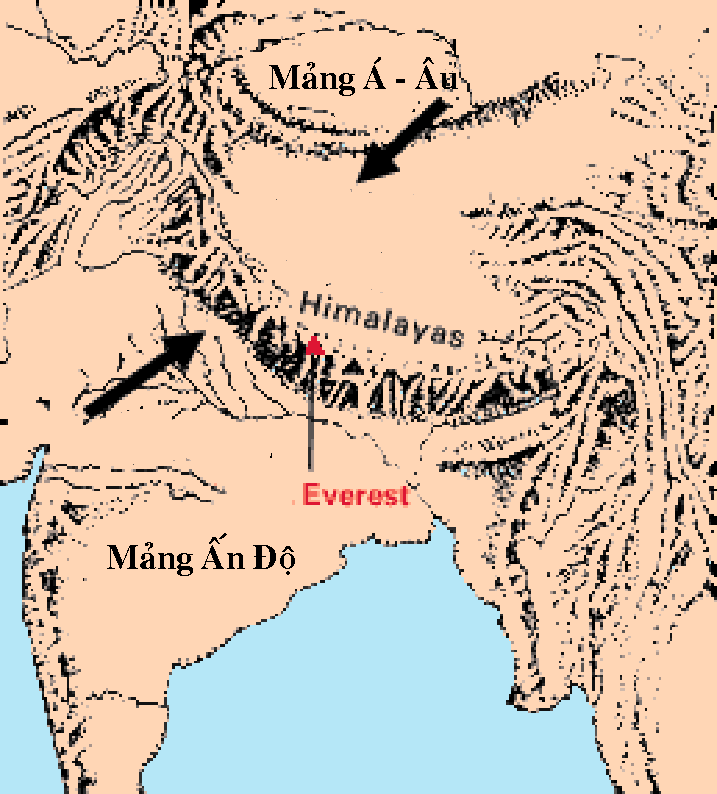 Mảng Á - Âu
Himalayas
Everest
Mảng Ấn Độ